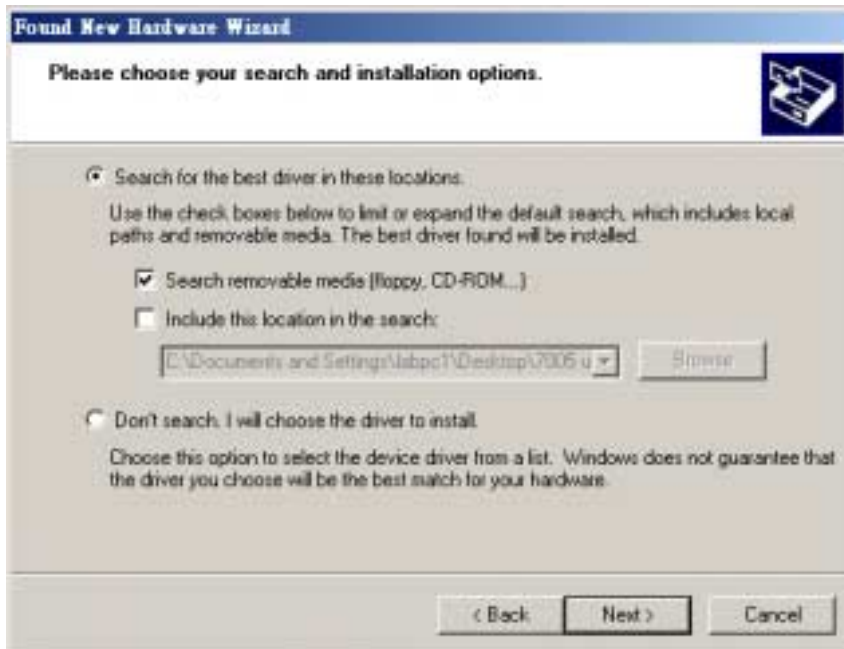 Found New Hardware Wizard
Please choose your search and installation options.
Search for the best driver in these locations.
Use the check boxes below to limit or expand the default search, which includes local
paths and removable media. The best driver found will be installed.
Search removable media (floppy, CD-ROM...)
Include this location in the search:
C:\Documents and Settings\labpc1\Desktop\7005 u
Browse
Don't search. I will choose the driver to install.
Choose this option to select the device driver from a list. Windows does not guarantee that
the driver you choose will be the best match for your hardware.
< Back
Next >
Cancel